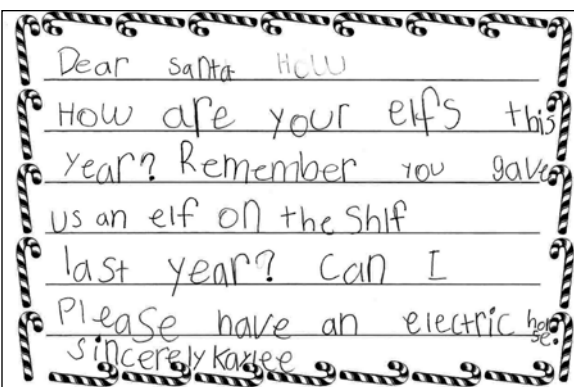 Dear Santa How
How are your elfs this
year? Remember you gave
us an elf on the Shlf
last year? Can I
Please have an electric horse.
Sincerely Kaylee